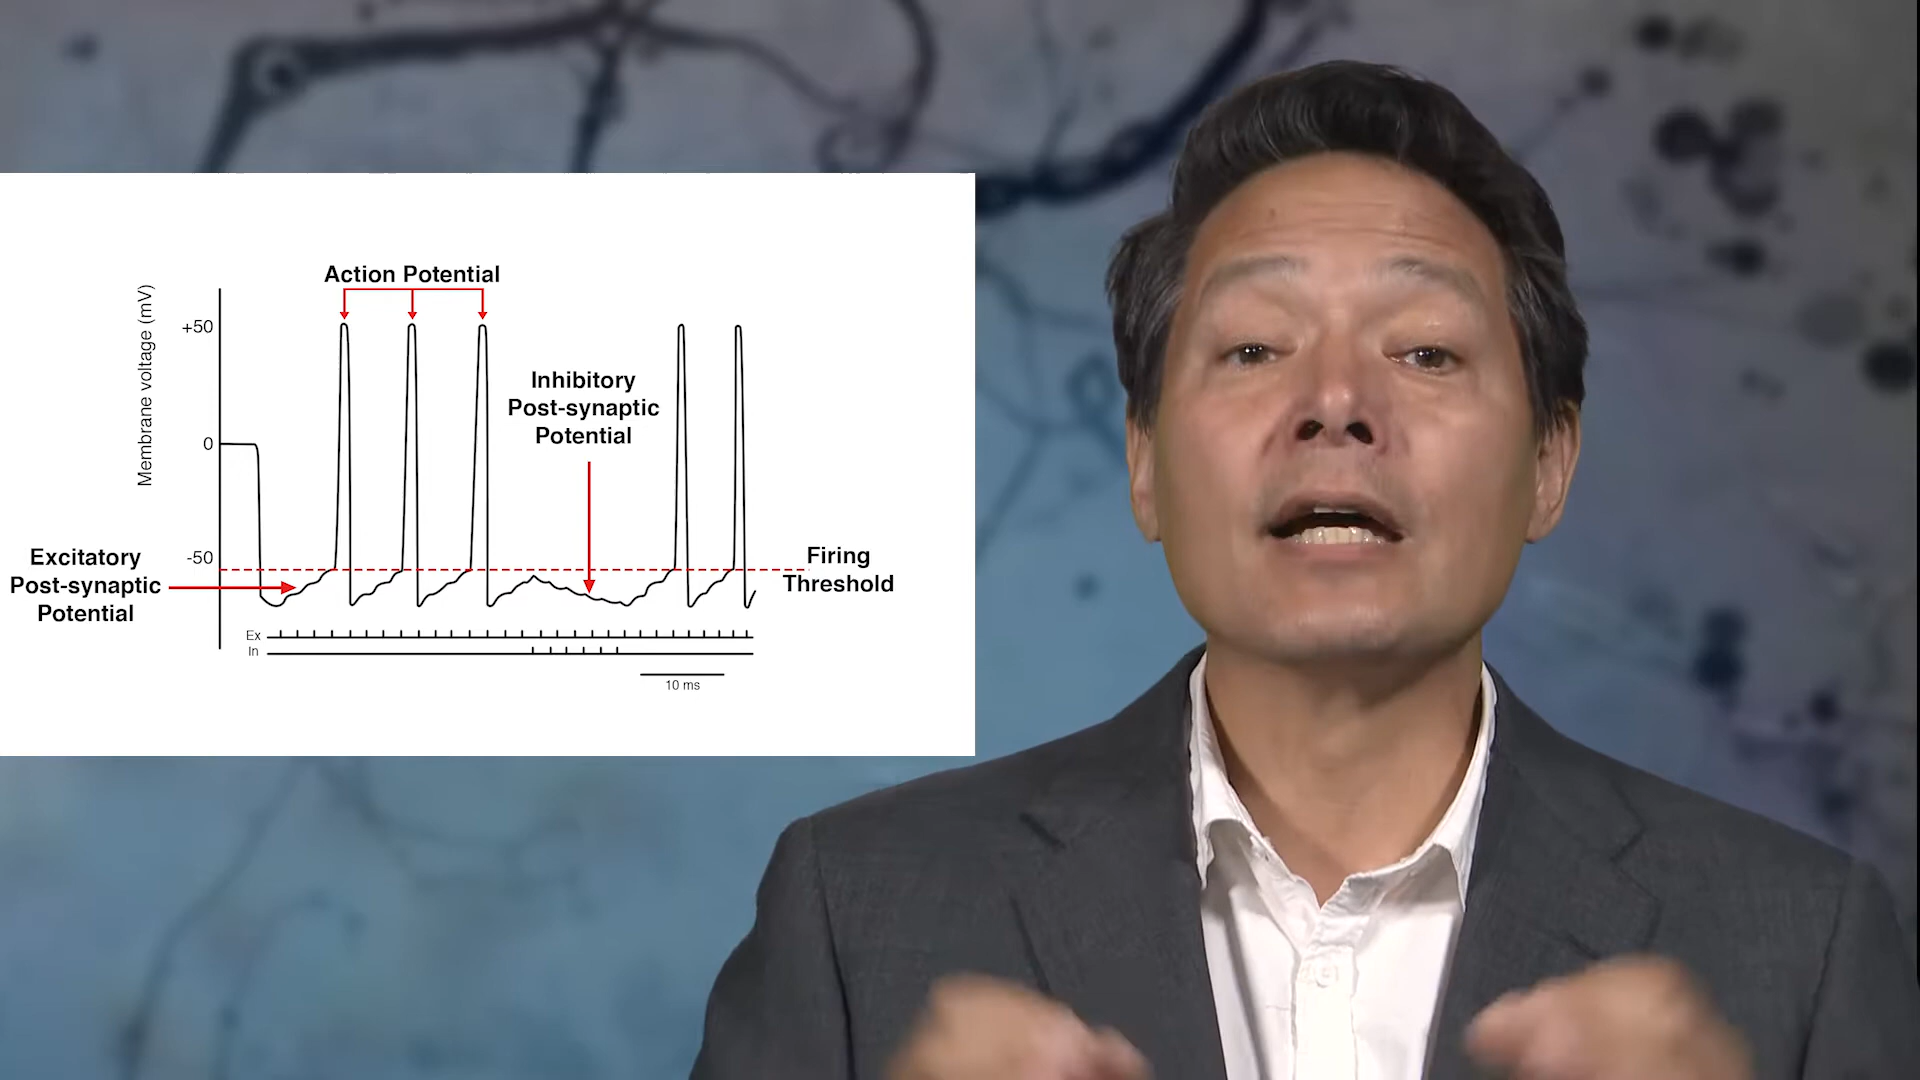 Action Potential
Membrane voltage (mV)
+50
Inhibitory
Post-synaptic
Potential
0
-50
Excitatory
Post-synaptic
Potential
Firing
Threshold
Ex
In
10 ms